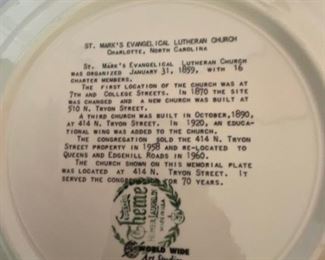 ST. MARK'S EVANGELICAL LUTHERAN CHURCH
CHARLOTTE, NORTH CAROLINA
ST. MARK'S EVANGELICAL LUTHERAN CHURCH
WAS ORGANIZED JANUARY 31, 1859, WITH 16
CHARTER MEMBERS.
THE FIRST LOCATION OF THE CHURCH WAS AT
7TH AND COLLEGE STREETS. IN 1870 THE SITE
WAS CHANGED AND A NEW CHURCH WAS BUILT AT
510 N. TRYON STREET.
A THIRD CHURCH WAS BUILT IN OCTOBER, 1890,
AT 414 N. TRYON STREET. IN 1920, AN EDUCA-
TIONAL WING WAS ADDED TO THE CHURCH.
THE CONGREGATION SOLD THE 414 N. TRYON
STREET PROPERTY IN 1958 AND RE-LOCATED TO
QUEENS AND EDGEHILL ROADS IN 1960.
THE CHURCH SHOWN ON THIS MEMORIAL PLATE
WAS LOCATED AT 414 N. TRYON STREET. IT
SERVED THE CONGREGATION FOR 70 YEARS.
Theme
HOMER LAUGHLIN
MADE IN U.S.A.
WORLD WIDE
Art Studios